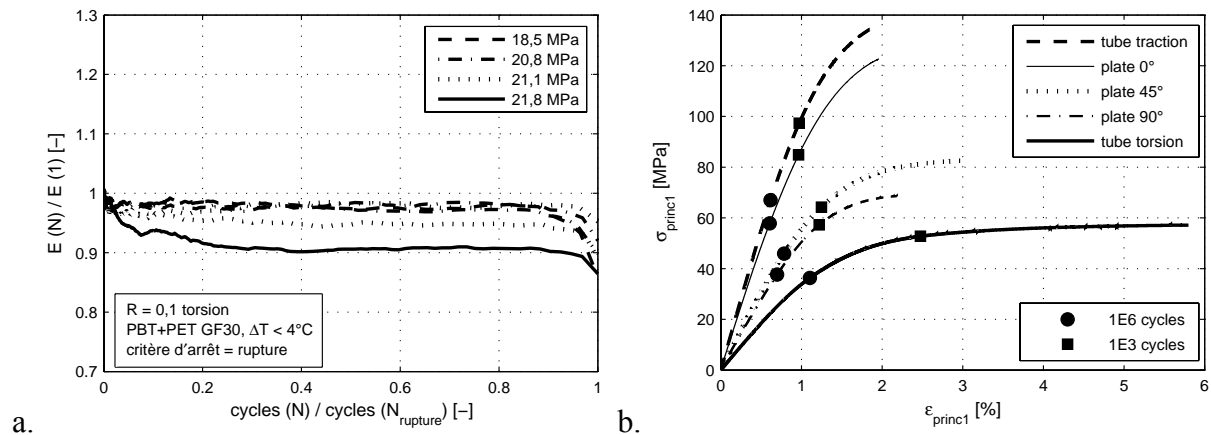 1.3
1.2
1.1
1
0.9
0.8
0.7
E (N) / E (1) [−]
18,5 MPa
20,8 MPa
21,1 MPa
21,8 MPa
R = 0,1 torsion
PBT+PET GF30, ΔT < 4°C
critère d'arrêt = rupture
0 0.2 0.4 0.6 0.8 1
cycles (N) / cycles (N_rupture) [−]
a.
140
120
100
80
60
40
20
0
σ_princ1 [MPa]
tube traction
plate 0°
plate 45°
plate 90°
tube torsion
1E6 cycles
1E3 cycles
0 1 2 3 4 5 6
ε_princ1 [%]
b.